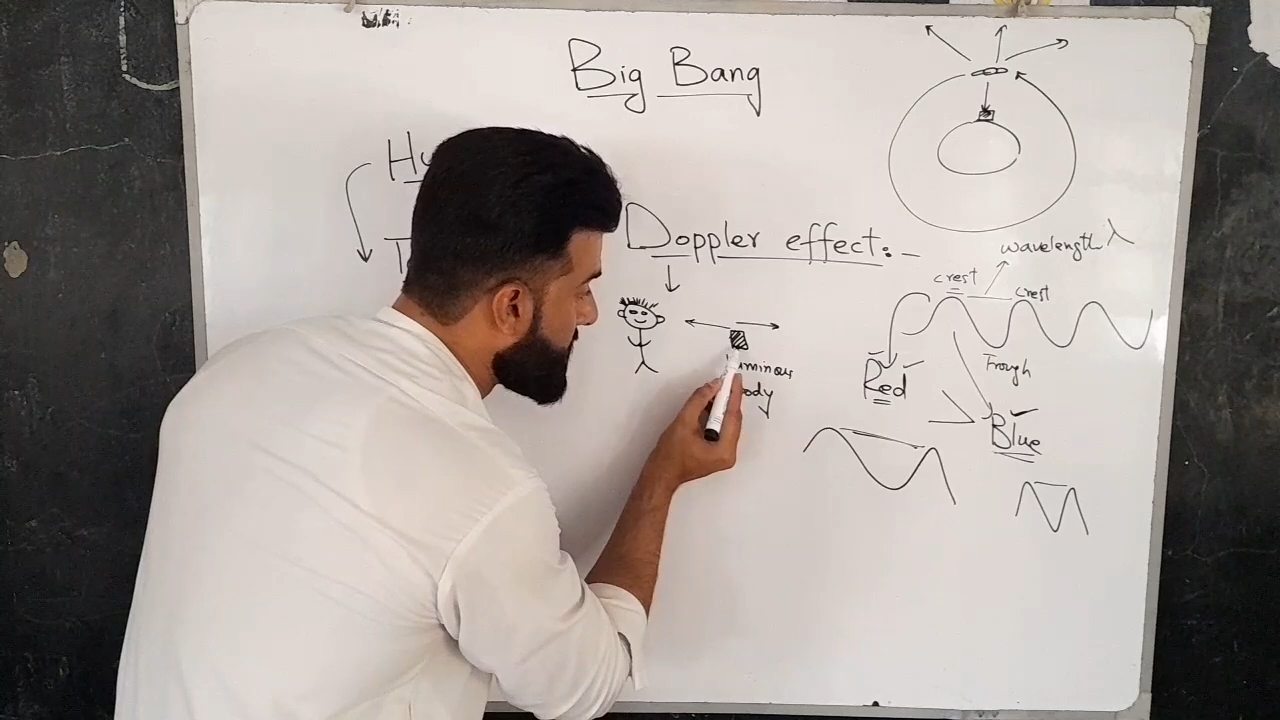 Big Bang
Doppler effect:-
wavelength λ
crest
crest
Trough
Red
Blue